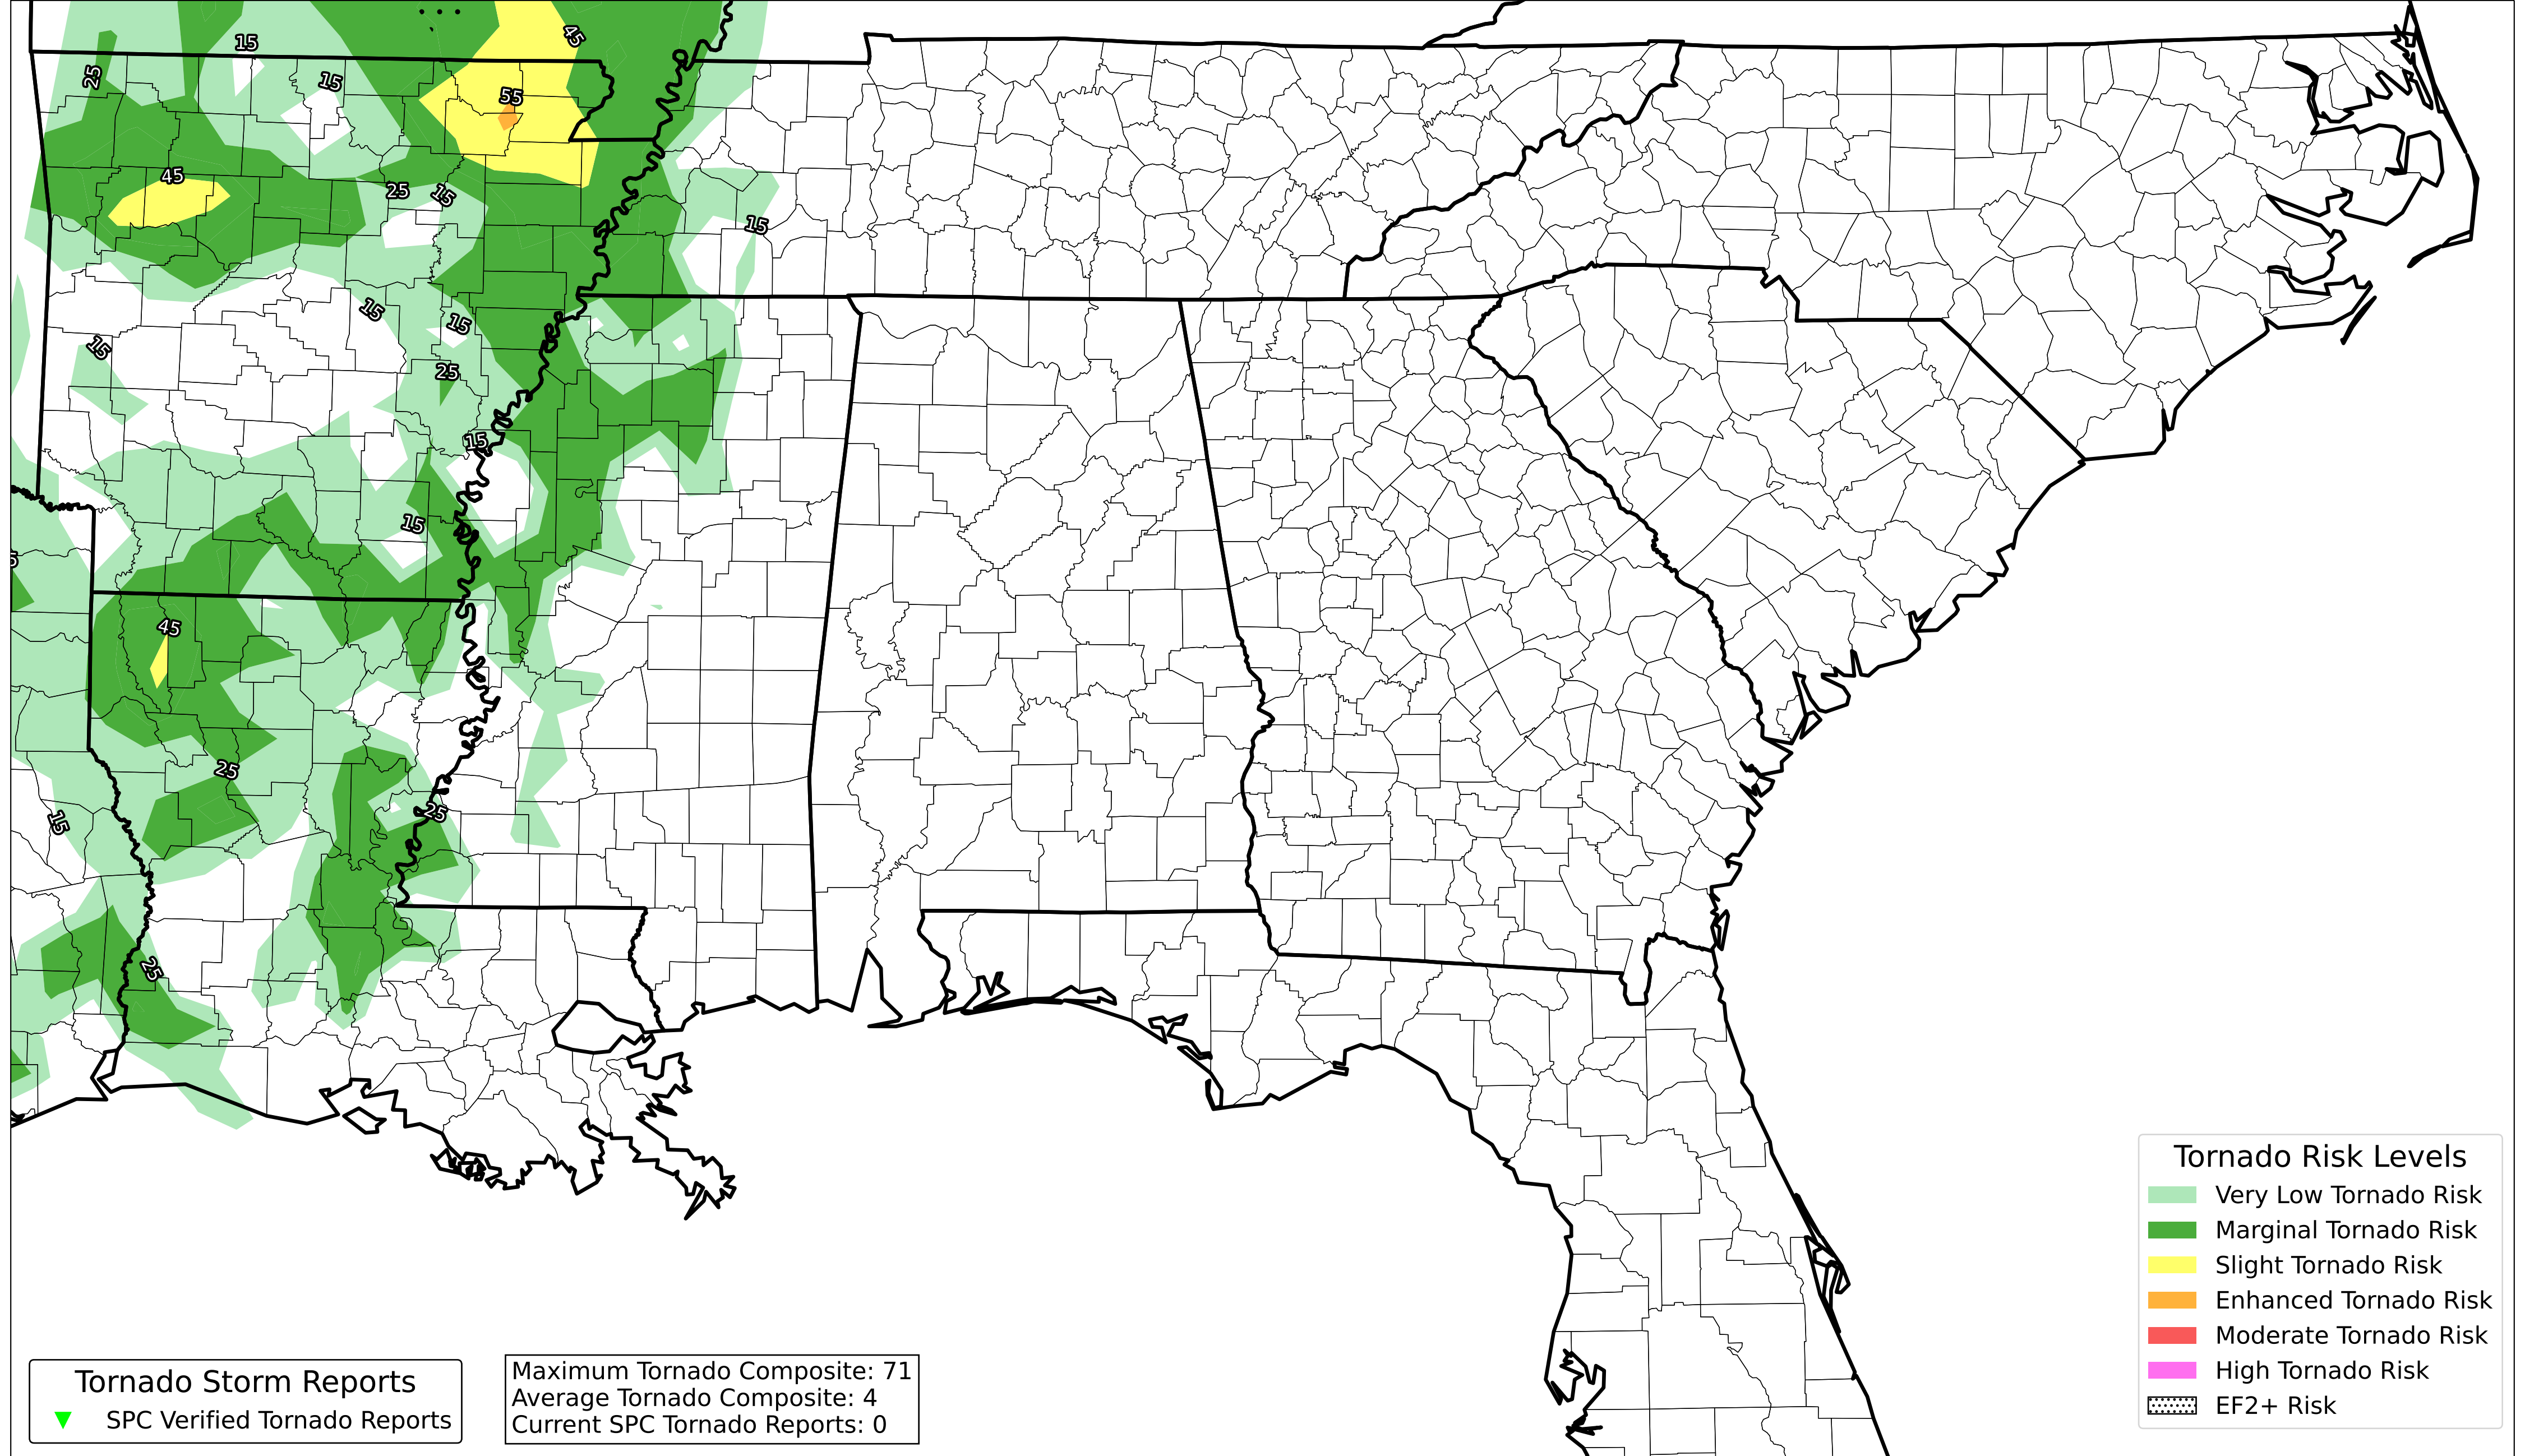 45
15
25
15
55
45
25
15
15
15
15
15
25
15
15
45
25
25
15
25
Tornado Risk Levels
Very Low Tornado Risk
Marginal Tornado Risk
Slight Tornado Risk
Enhanced Tornado Risk
Moderate Tornado Risk
High Tornado Risk
EF2+ Risk
Tornado Storm Reports
SPC Verified Tornado Reports
Maximum Tornado Composite: 71
Average Tornado Composite: 4
Current SPC Tornado Reports: 0